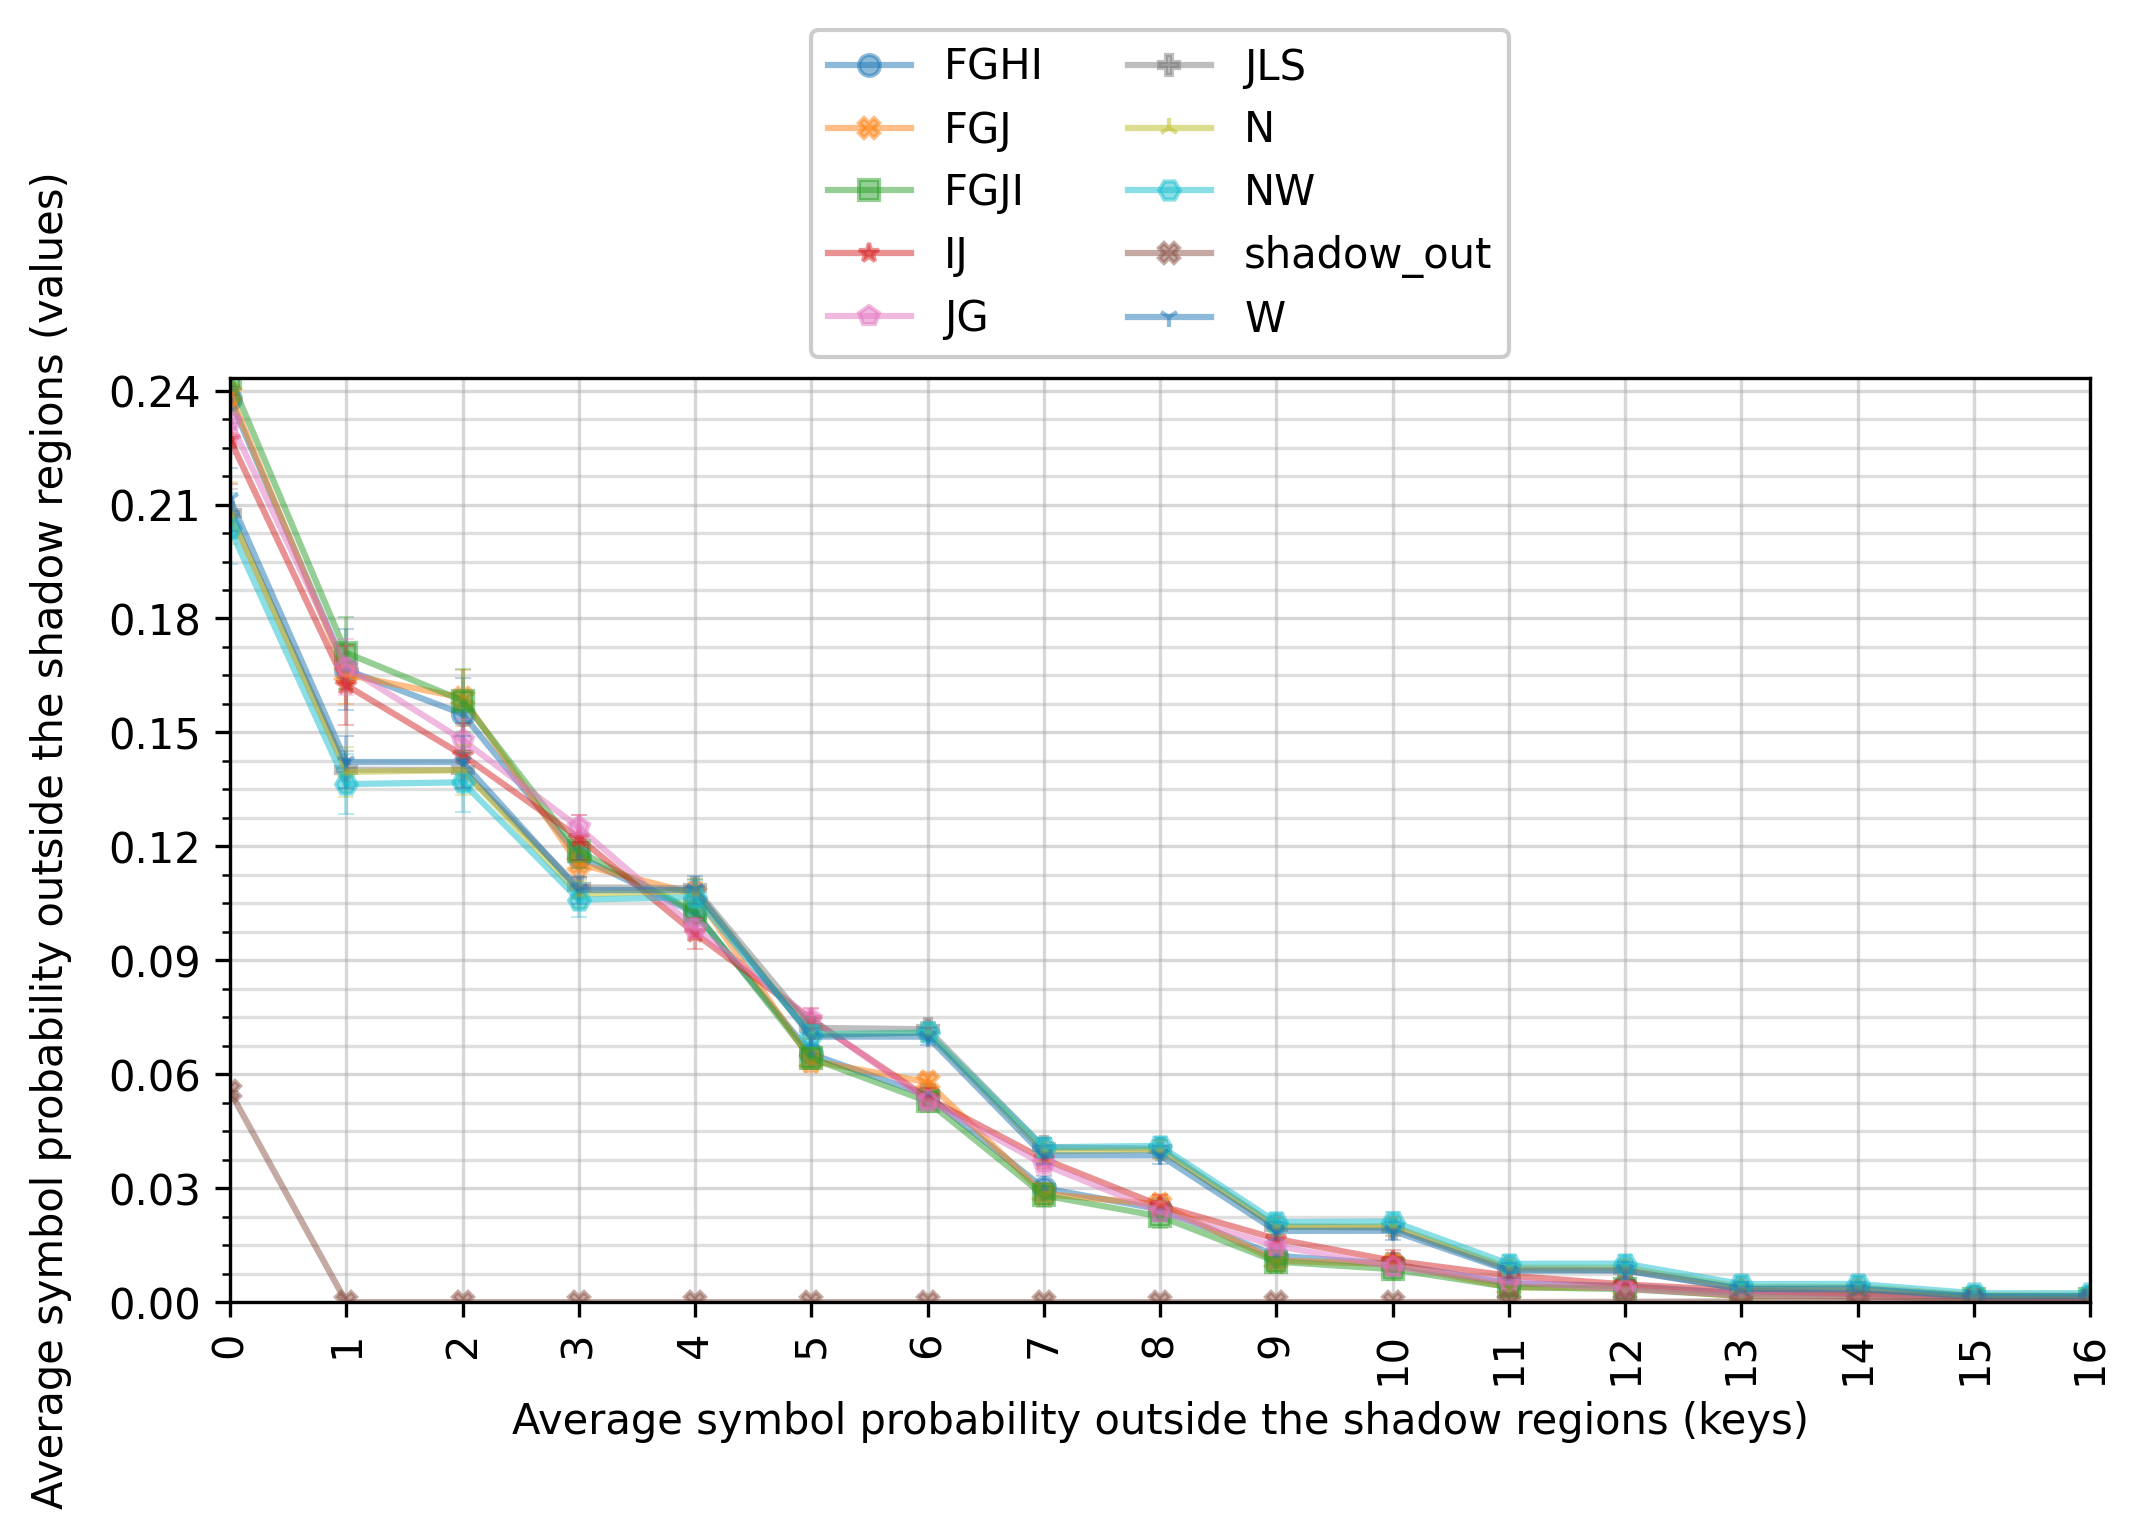 FGHI
FGJ
FGJI
IJ
JG
JLS
N
NW
shadow_out
W
Average symbol probability outside the shadow regions (values)
0.24
0.21
0.18
0.15
0.12
0.09
0.06
0.03
0.00
0 1 2 3 4 5 6 7 8 9 10 11 12 13 14 15 16
Average symbol probability outside the shadow regions (keys)